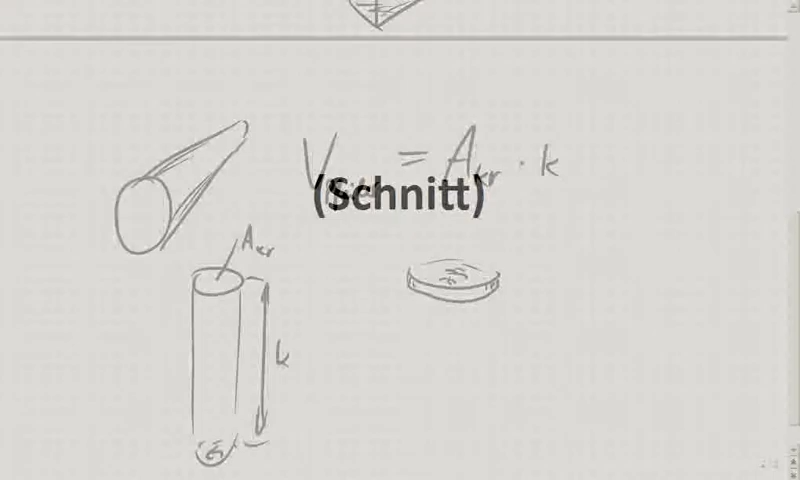 = A_kr · k
(Schnitt)
A_kr
k